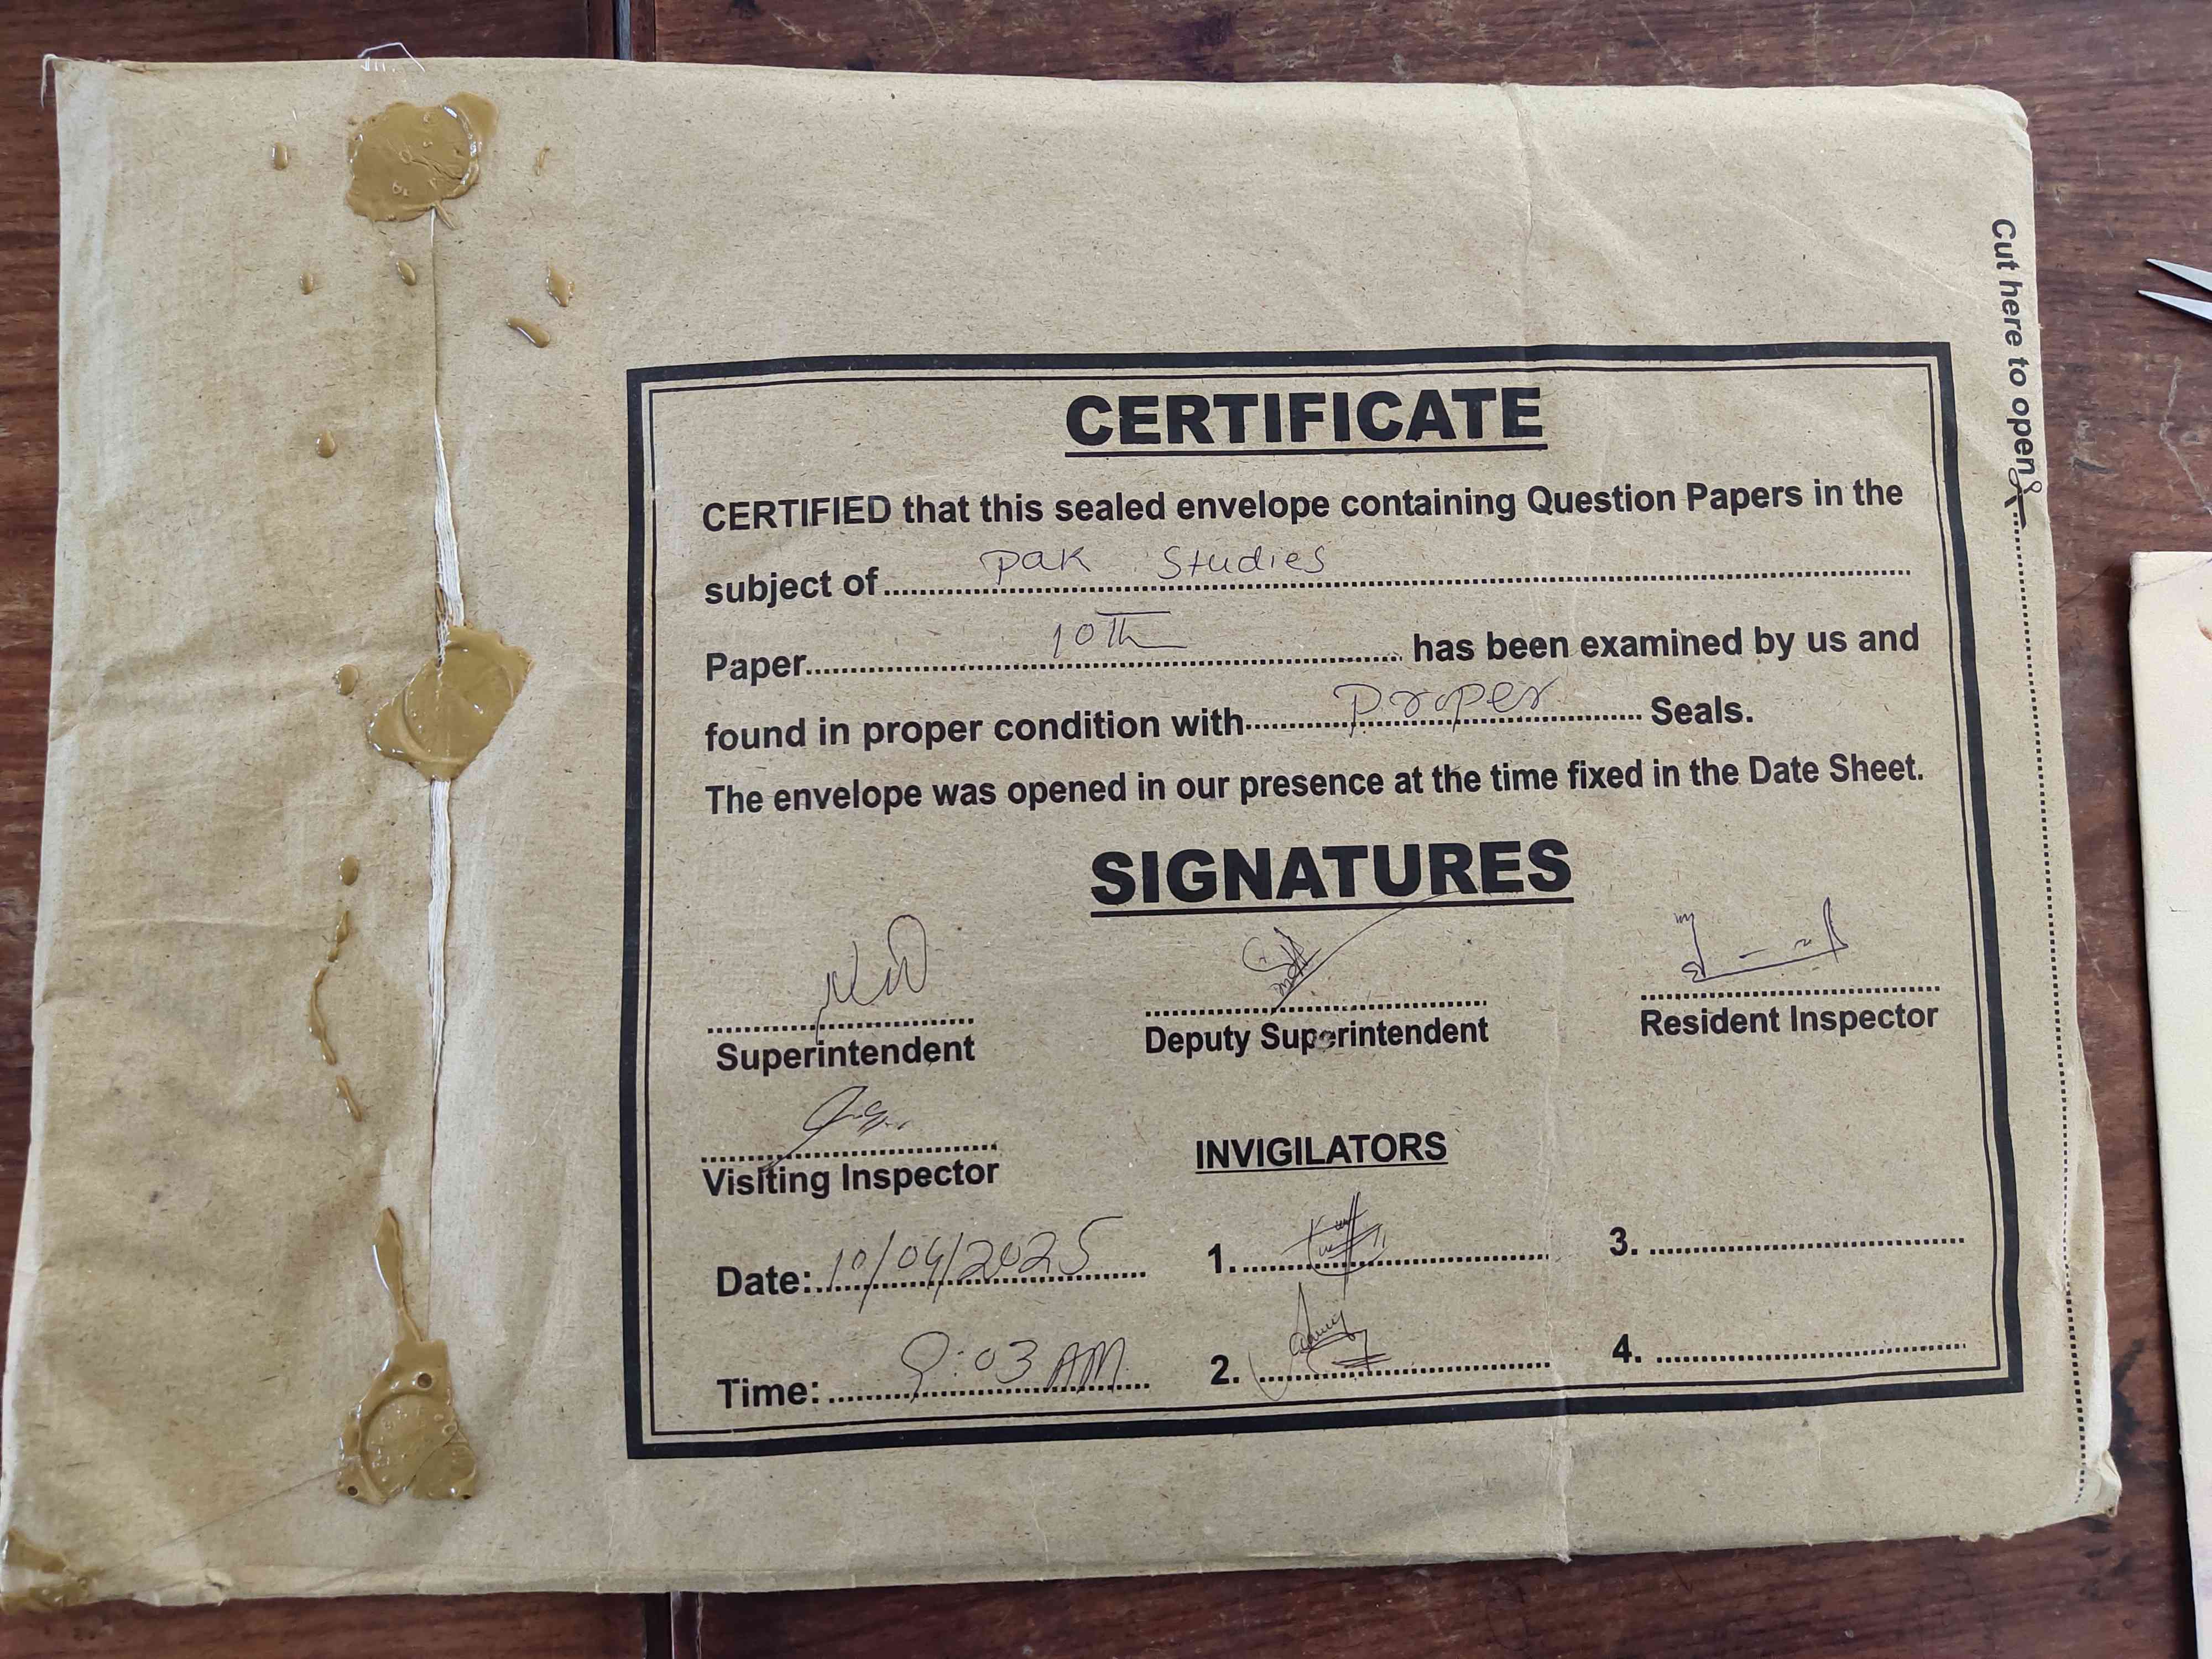 Cut here to open
CERTIFICATE
CERTIFIED that this sealed envelope containing Question Papers in the
subject of Pak Studies
Paper 10th has been examined by us and
found in proper condition with Proper Seals.
The envelope was opened in our presence at the time fixed in the Date Sheet.
SIGNATURES
Superintendent Deputy Superintendent Resident Inspector
Visiting Inspector
INVIGILATORS
Date: 10/04/2025 1. 3.
Time: 9:03 AM 2. 4.